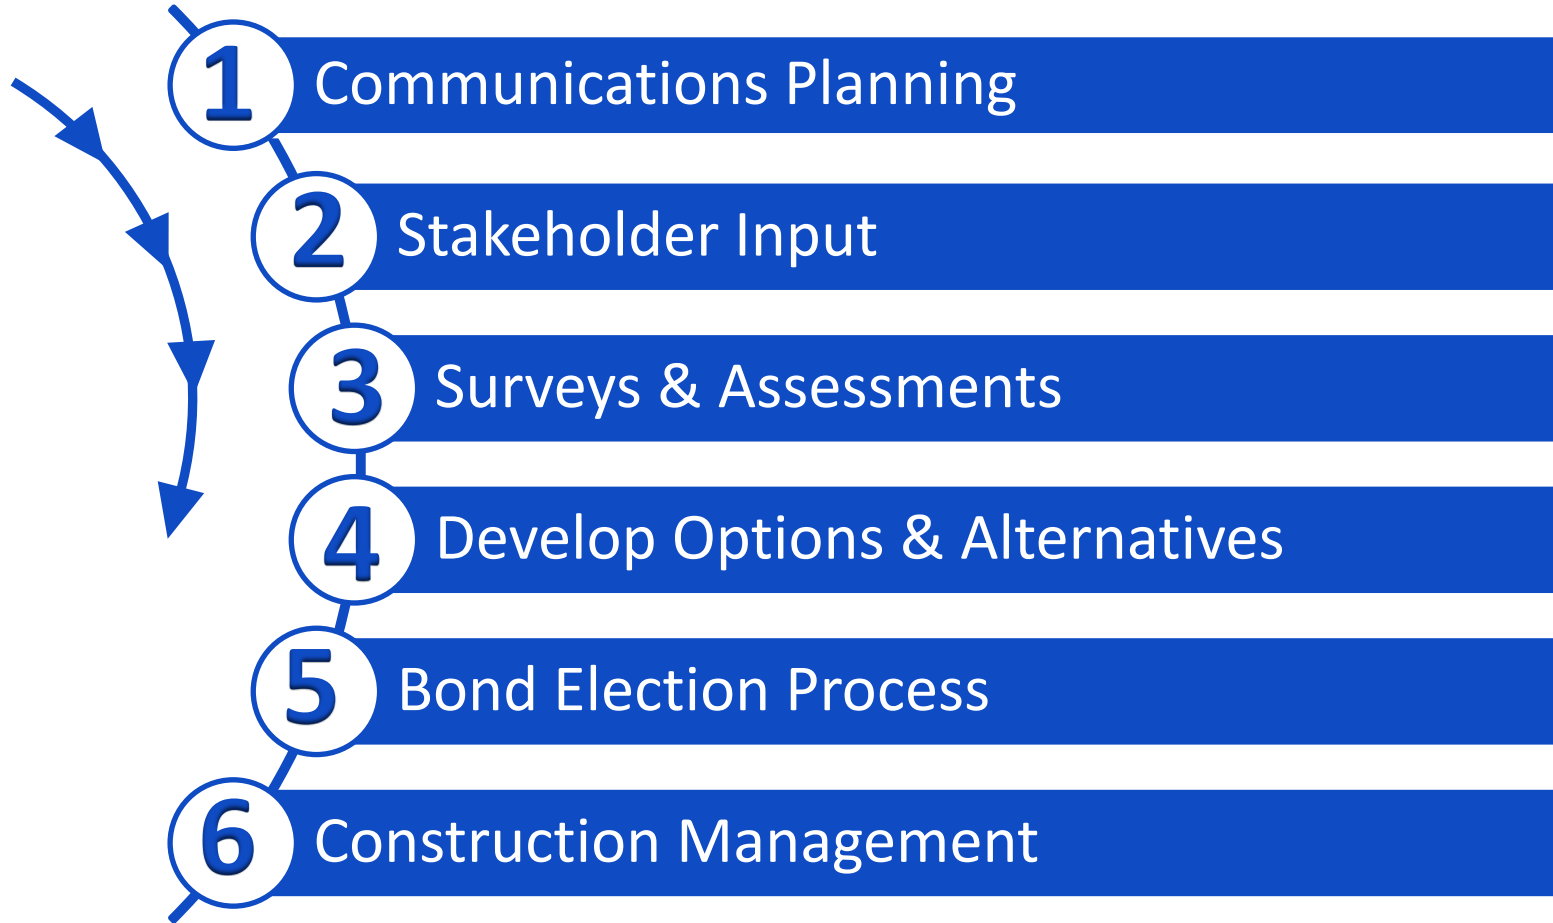 1 Communications Planning
2 Stakeholder Input
3 Surveys & Assessments
4 Develop Options & Alternatives
5 Bond Election Process
6 Construction Management